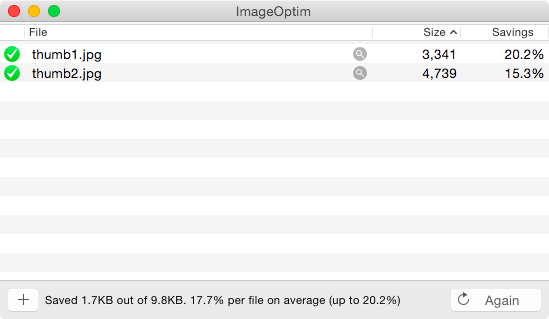 ImageOptim
File Size Savings
thumb1.jpg 3,341 20.2%
thumb2.jpg 4,739 15.3%
Saved 1.7KB out of 9.8KB. 17.7% per file on average (up to 20.2%) Again